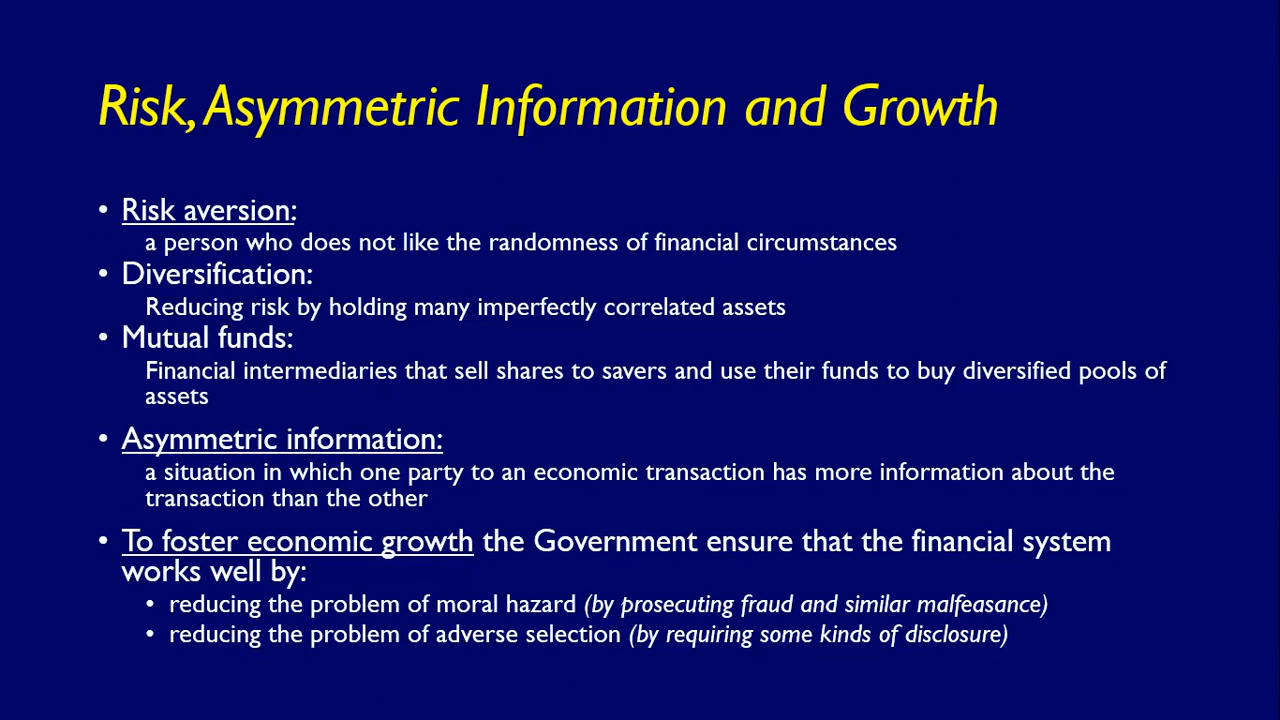 Risk, Asymmetric Information and Growth
• Risk aversion:
a person who does not like the randomness of financial circumstances
• Diversification:
Reducing risk by holding many imperfectly correlated assets
• Mutual funds:
Financial intermediaries that sell shares to savers and use their funds to buy diversified pools of
assets
• Asymmetric information:
a situation in which one party to an economic transaction has more information about the
transaction than the other
• To foster economic growth the Government ensure that the financial system
works well by:
• reducing the problem of moral hazard (by prosecuting fraud and similar malfeasance)
• reducing the problem of adverse selection (by requiring some kinds of disclosure)